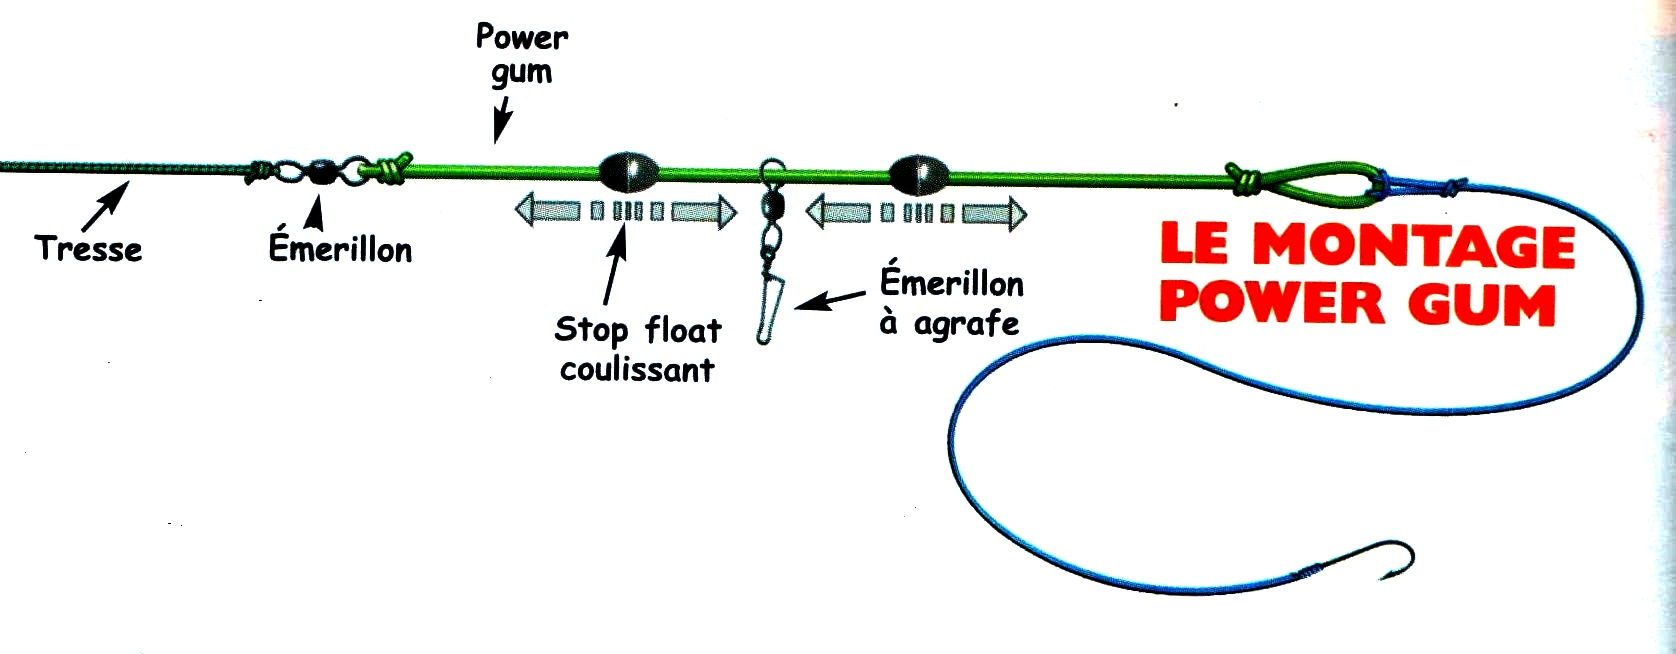 Power
gum
Tresse
Émerillon
Stop float
coulissant
Émerillon
à agrafe
LE MONTAGE
POWER GUM